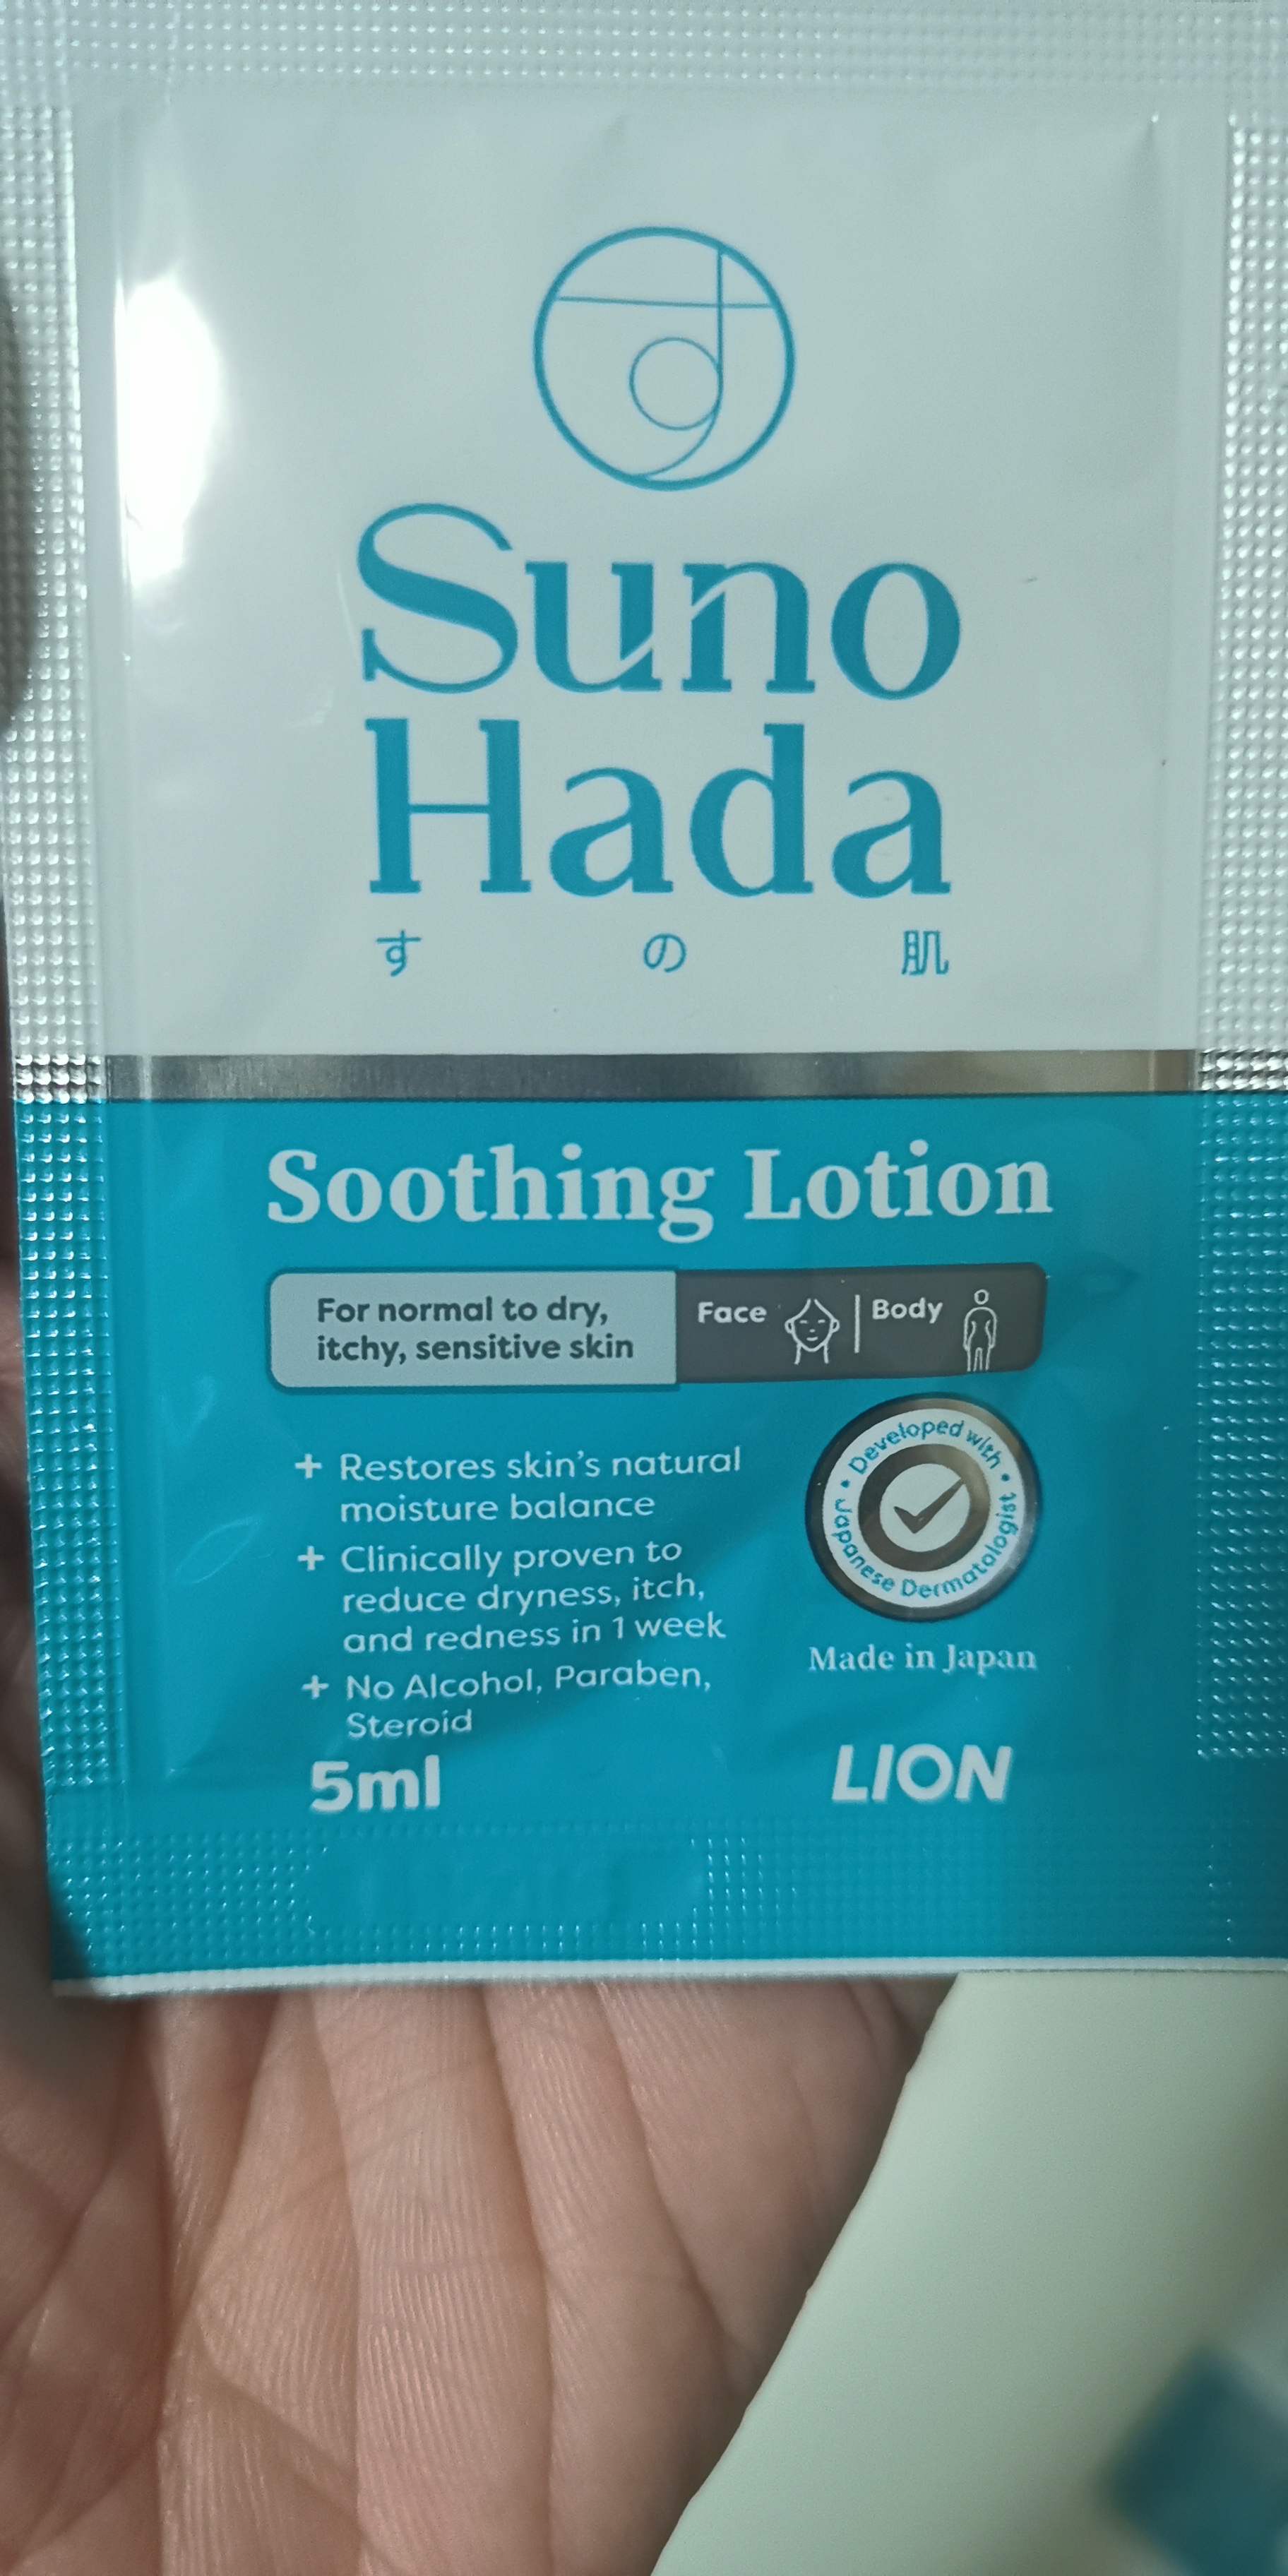 Suno
Hada
すの肌
Soothing Lotion
For normal to dry,
itchy, sensitive skin
Face | Body
+ Restores skin's natural
moisture balance
+ Clinically proven to
reduce dryness, itch,
and redness in 1 week
+ No Alcohol, Paraben,
Steroid
• Developed with •
Japanese Dermatologist
Made in Japan
5ml
LION